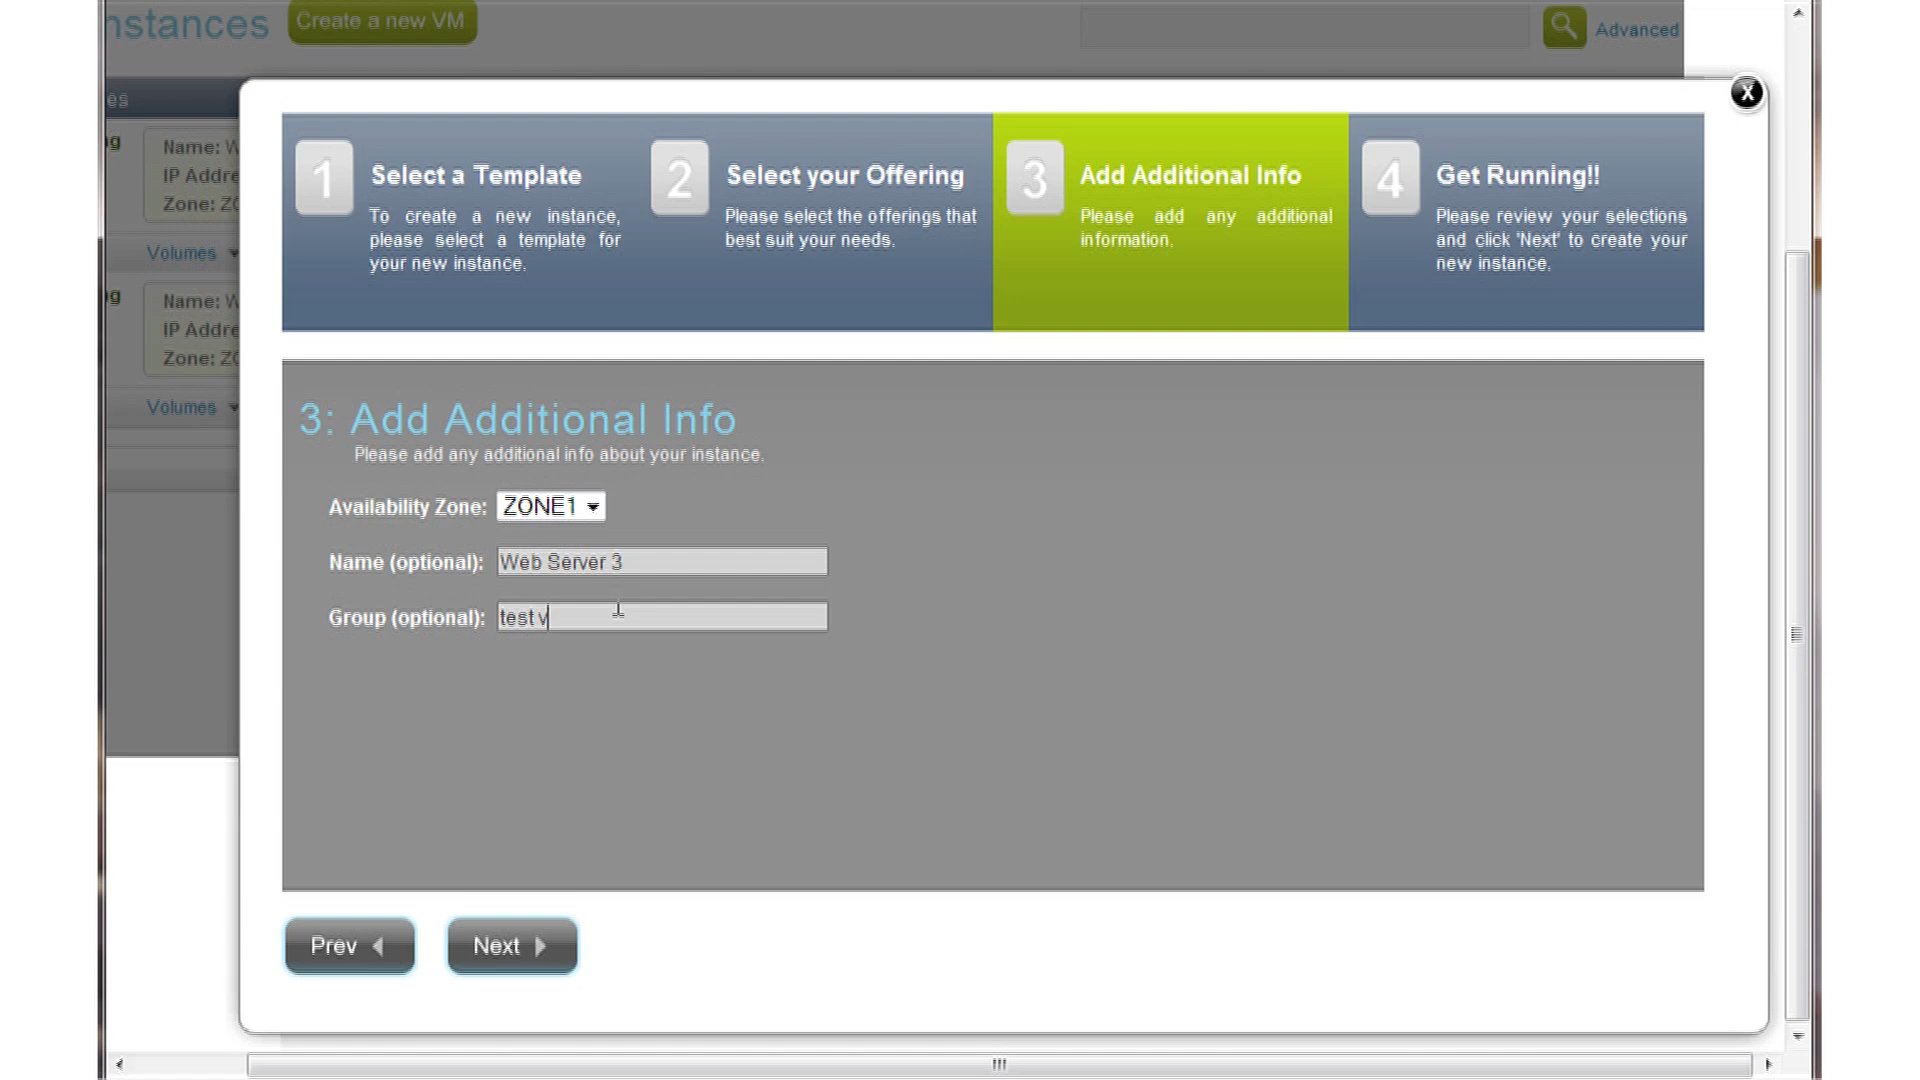 nstances
Create a new VM
Advanced
es
Name: W
IP Addre
Zone: ZO
Volumes
Name: W
IP Addre
Zone: ZO
Volumes
X
1
Select a Template
To create a new instance,
please select a template for
your new instance.
2
Select your Offering
Please select the offerings that
best suit your needs.
3
Add Additional Info
Please add any additional
information.
4
Get Running!!
Please review your selections
and click 'Next' to create your
new instance.
3: Add Additional Info
Please add any additional info about your instance.
Availability Zone: ZONE1
Name (optional): Web Server 3
Group (optional): test v
Prev
Next